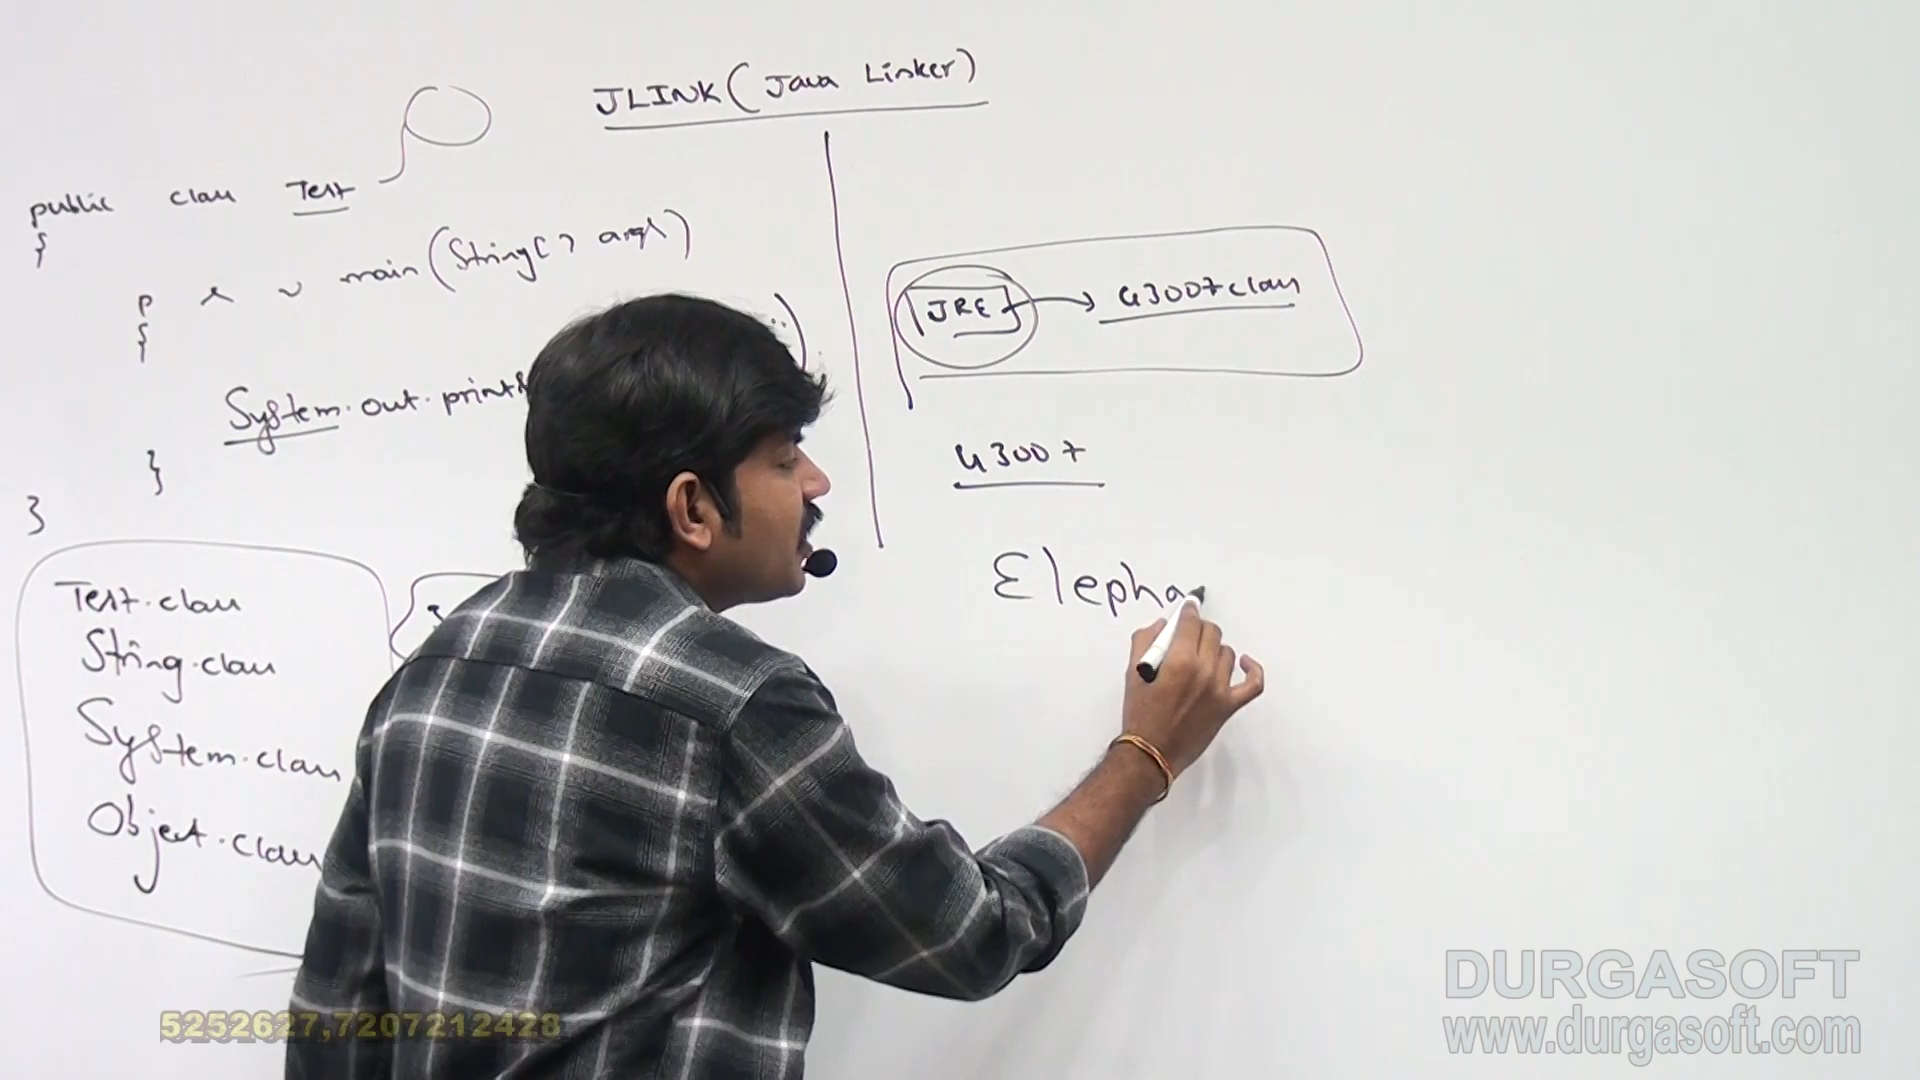 JLINK (Java Linker)
public class Test
{
p s v main(String[] args)
{
System.out.println
}
}
Test.class
String.class
System.class
Object.class
JRE → 4300+ class
4300+
Elepha
5252627,7207212428
DURGASOFT
www.durgasoft.com